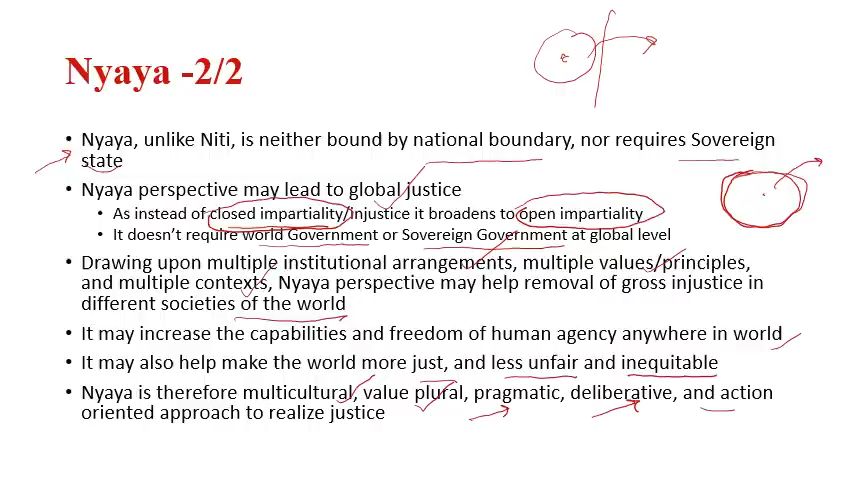 Nyaya -2/2
• Nyaya, unlike Niti, is neither bound by national boundary, nor requires Sovereign
state
• Nyaya perspective may lead to global justice
• As instead of closed impartiality/injustice it broadens to open impartiality
• It doesn't require world Government or Sovereign Government at global level
• Drawing upon multiple institutional arrangements, multiple values/principles,
and multiple contexts, Nyaya perspective may help removal of gross injustice in
different societies of the world
• It may increase the capabilities and freedom of human agency anywhere in world
• It may also help make the world more just, and less unfair and inequitable
• Nyaya is therefore multicultural, value plural, pragmatic, deliberative, and action
oriented approach to realize justice